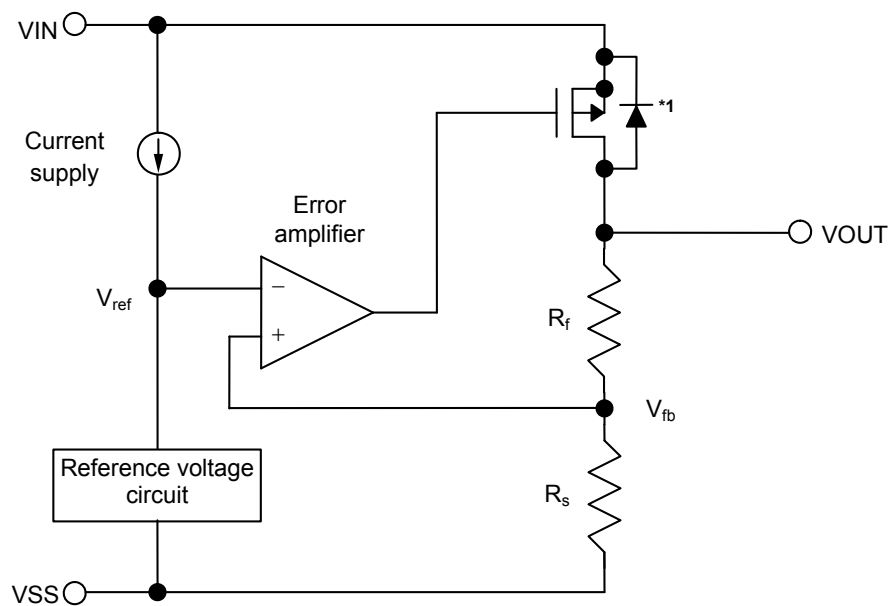 VIN
*1
Current
supply
Error
amplifier
VOUT
Vref
−
+
Rf
Vfb
Reference voltage
circuit
Rs
VSS